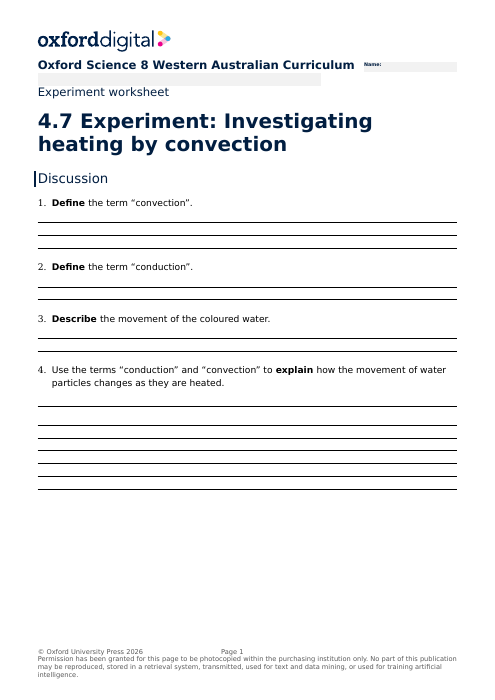 oxforddigital
Oxford Science 8 Western Australian Curriculum Name:
Experiment worksheet
4.7 Experiment: Investigating
heating by convection
Discussion
1. Define the term “convection”.
2. Define the term “conduction”.
3. Describe the movement of the coloured water.
4. Use the terms “conduction” and “convection” to explain how the movement of water
particles changes as they are heated.
© Oxford University Press 2026 Page 1
Permission has been granted for this page to be photocopied within the purchasing institution only. No part of this publication
may be reproduced, stored in a retrieval system, transmitted, used for text and data mining, or used for training artificial
intelligence.